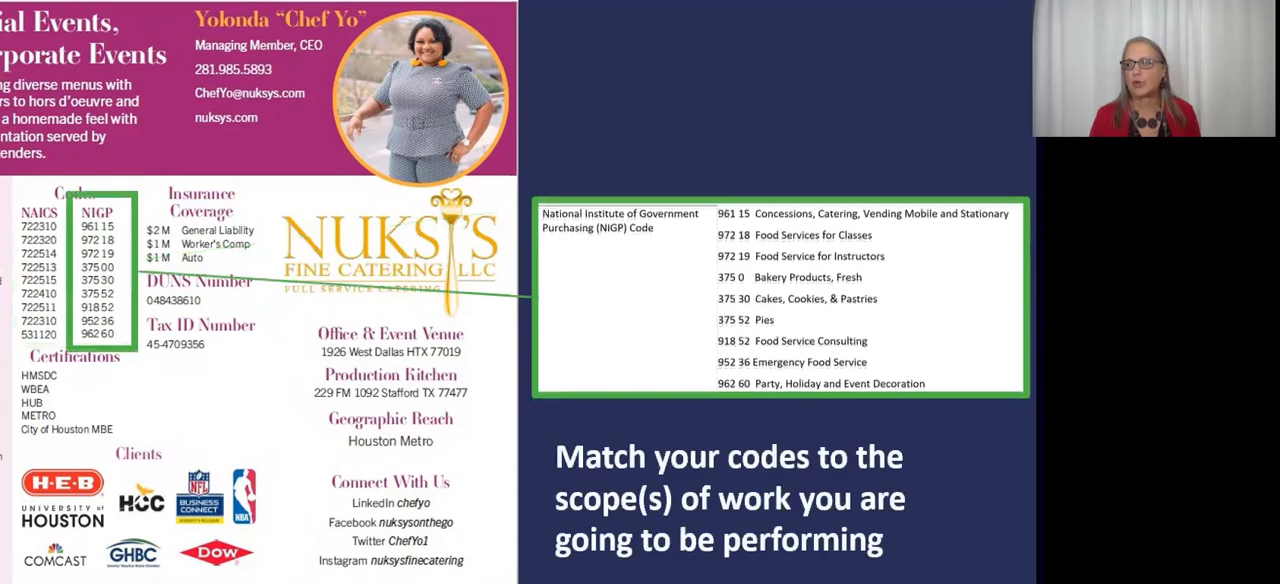 ial Events,
rporate Events
ng diverse menus with
rs to hors d'oeuvre and
a homemade feel with
ntation served by
enders.
Yolonda “Chef Yo”
Managing Member, CEO
281.985.5893
ChefYo@nuksys.com
nuksys.com
Codes
NAICS NIGP
722310 961 15
722320 972 18
722514 972 19
722513 375 00
722515 375 30
722410 375 52
722511 918 52
722310 952 36
531120 962 60
Certifications
HMSDC
WBEA
HUB
METRO
City of Houston MBE
Insurance
Coverage
$2 M General Liability
$1 M Worker's Comp
$1 M Auto
DUNS Number
048438610
Tax ID Number
45-4709356
NUKSY'S
FINE CATERING LLC
FULL SERVICE CATERING
Office & Event Venue
1926 West Dallas HTX 77019
Production Kitchen
229 FM 1092 Stafford TX 77477
Geographic Reach
Houston Metro
Connect With Us
LinkedIn chefyo
Facebook nuksysonthego
Twitter ChefYo1
Instagram nuksysfinecatering
Clients
H-E-B
UNIVERSITY of
HOUSTON
HCC
NFL
BUSINESS
CONNECT
NBA
COMCAST
GHBC
DOW
National Institute of Government
Purchasing (NIGP) Code
961 15 Concessions, Catering, Vending Mobile and Stationary
972 18 Food Services for Classes
972 19 Food Service for Instructors
375 0 Bakery Products, Fresh
375 30 Cakes, Cookies, & Pastries
375 52 Pies
918 52 Food Service Consulting
952 36 Emergency Food Service
962 60 Party, Holiday and Event Decoration
Match your codes to the
scope(s) of work you are
going to be performing